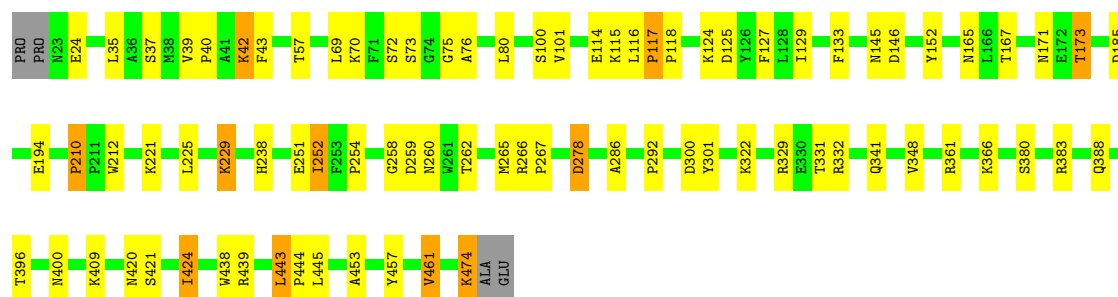 PRO PRO N23 E24 L35 A36 S37 M38 V39 P40 A41 K42 F43 T57 L69 K70 F71 S72 S73 G74 G75 A76 L80 S100 V101 E114 K115 L116 P117 P118 K124 D125 Y126 F127 L128 I129 F133 N145 D146 Y152 N165 L166 T167 N171 E172 T173 D185
E194 P210 P211 W212 K221 L225 K229 H238 E251 I252 F253 P254 G258 D259 N260 W261 T262 M265 R266 P267 D278 A286 P292 D300 Y301 K322 R329 E330 T331 R332 Q341 V348 R361 K366 S380 R383 Q388
T396 N400 K409 N420 S421 I424 W438 R439 L443 P444 L445 A453 Y457 V461 K474 ALA GLU